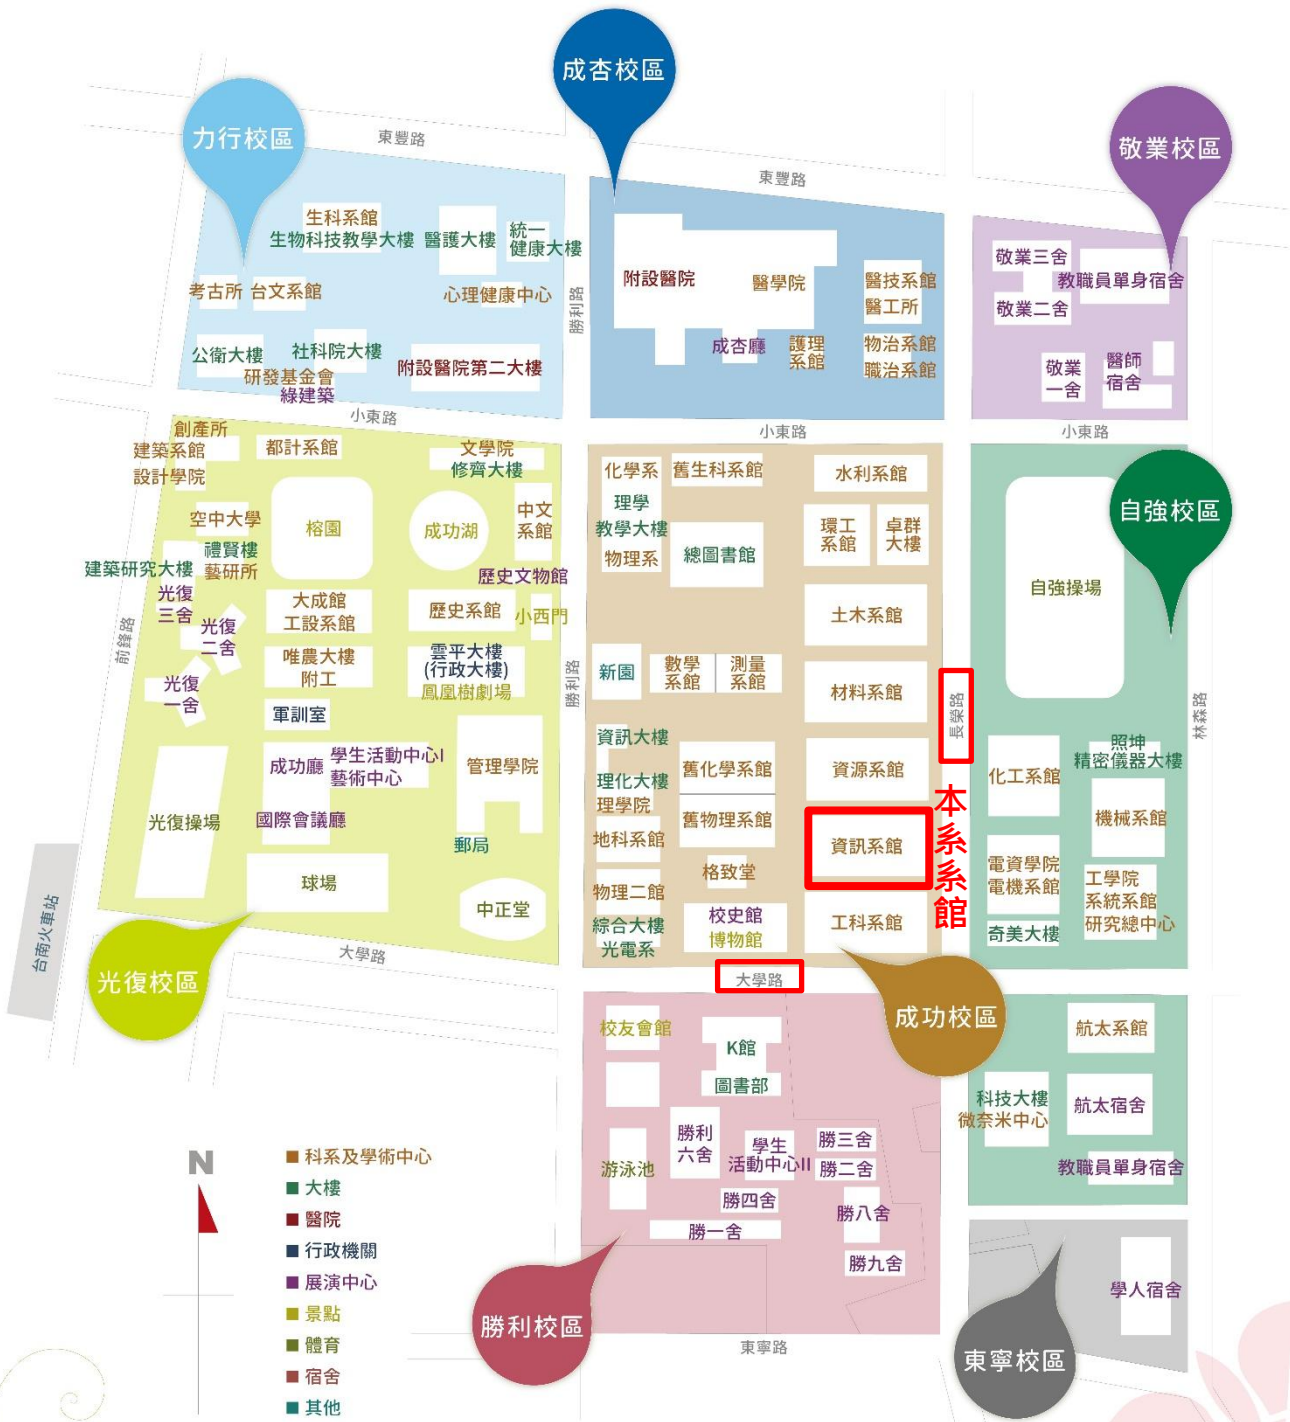 成杏校區
力行校區
敬業校區
東豐路
東豐路
生科系館
生物科技教學大樓
醫護大樓
統一
健康大樓
考古所
台文系館
心理健康中心
公衛大樓
社科院大樓
研發基金會
綠建築
附設醫院第二大樓
勝利路
附設醫院
醫學院
醫技系館
醫工所
成杏廳
護理
系館
物治系館
職治系館
敬業三舍
教職員單身宿舍
敬業二舍
敬業
一舍
醫師
宿舍
小東路
小東路
小東路
創產所
建築系館
設計學院
都計系館
文學院
修齊大樓
空中大學
榕園
成功湖
中文
系館
禮賢樓
建築研究大樓
藝研所
歷史文物館
光復
三舍
大成館
工設系館
歷史系館
小西門
光復
二舍
唯農大樓
附工
雲平大樓
(行政大樓)
鳳凰樹劇場
光復
一舍
軍訓室
成功廳
學生活動中心I
藝術中心
管理學院
光復操場
國際會議廳
郵局
球場
中正堂
前鋒路
勝利路
台南火車站
大學路
光復校區
化學系
舊生科系館
水利系館
理學
教學大樓
物理系
總圖書館
環工
系館
卓群
大樓
土木系館
新園
數學
系館
測量
系館
材料系館
資訊大樓
理化大樓
理學院
舊化學系館
資源系館
地科系館
舊物理系館
資訊系館
物理二館
格致堂
綜合大樓
光電系
校史館
博物館
工科系館
大學路
長榮路
本系系館
成功校區
自強校區
自強操場
林森路
照坤
精密儀器大樓
化工系館
機械系館
電資學院
電機系館
工學院
系統系館
研究總中心
奇美大樓
航太系館
科技大樓
微奈米中心
航太宿舍
教職員單身宿舍
校友會館
K館
圖書部
勝利
六舍
學生
活動中心II
勝三舍
勝二舍
游泳池
勝四舍
勝一舍
勝八舍
勝九舍
勝利校區
東寧路
學人宿舍
東寧校區
N
科系及學術中心
大樓
醫院
行政機關
展演中心
景點
體育
宿舍
其他